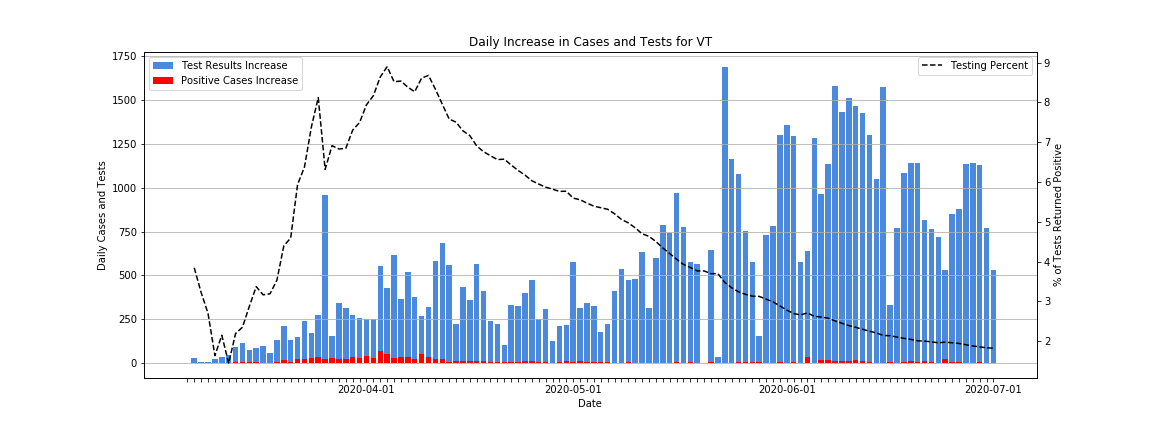 Daily Increase in Cases and Tests for VT
Test Results Increase
Positive Cases Increase
Testing Percent
1750
1500
1250
1000
750
500
250
0
Daily Cases and Tests
9
8
7
6
5
4
3
2
% of Tests Returned Positive
2020-04-01
2020-05-01
2020-06-01
2020-07-01
Date